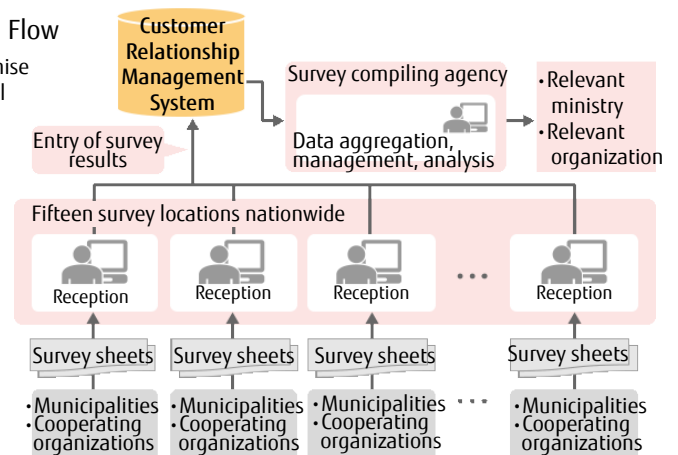 Flow
Customer
Relationship
Management
System
Survey compiling agency
Data aggregation,
management, analysis
・Relevant
ministry
・Relevant
organization
Entry of survey
results
Fifteen survey locations nationwide
Reception
Reception
Reception
...
Reception
Survey sheets
Survey sheets
Survey sheets
Survey sheets
・Municipalities
・Cooperating
organizations
・Municipalities
・Cooperating
organizations
・Municipalities
・Cooperating
organizations
...
・Municipalities
・Cooperating
organizations